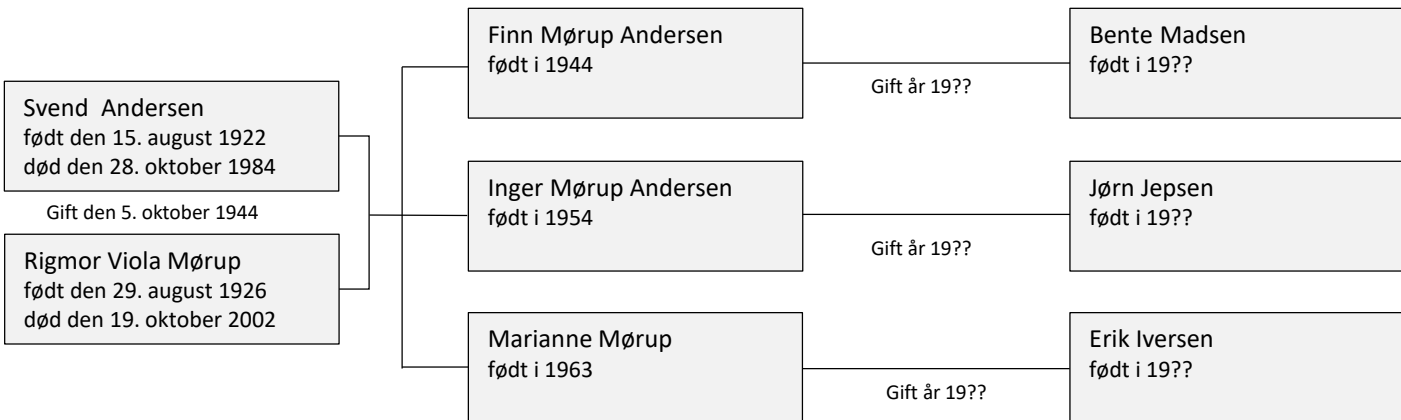 Svend  Andersen
født den 15. august 1922
død den 28. oktober 1984
Gift den 5. oktober 1944
Rigmor Viola Mørup
født den 29. august 1926
død den 19. oktober 2002
Finn Mørup Andersen
født i 1944
Gift år 19??
Bente Madsen
født i 19??
Inger Mørup Andersen
født i 1954
Gift år 19??
Jørn Jepsen
født i 19??
Marianne Mørup
født i 1963
Gift år 19??
Erik Iversen
født i 19??